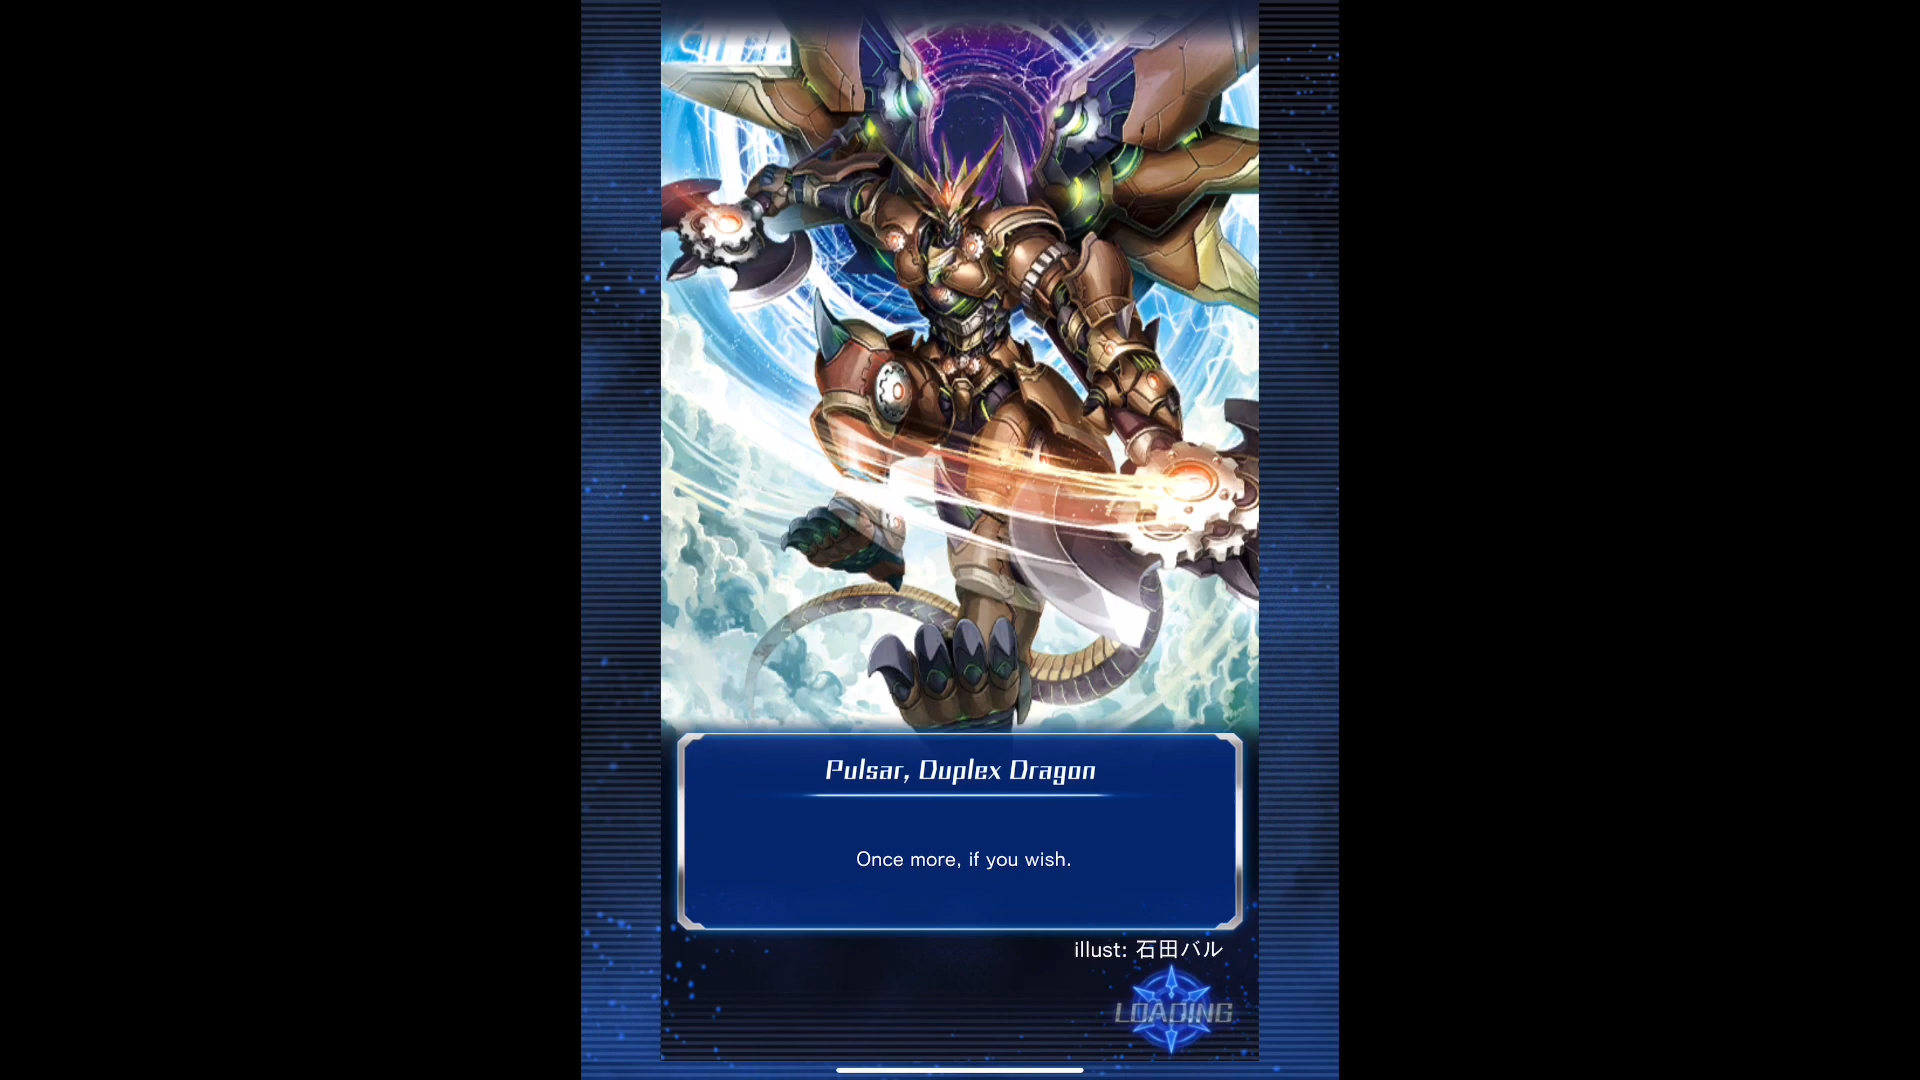 Pulsar, Duplex Dragon
Once more, if you wish.
illust: 石田バル
LOADING